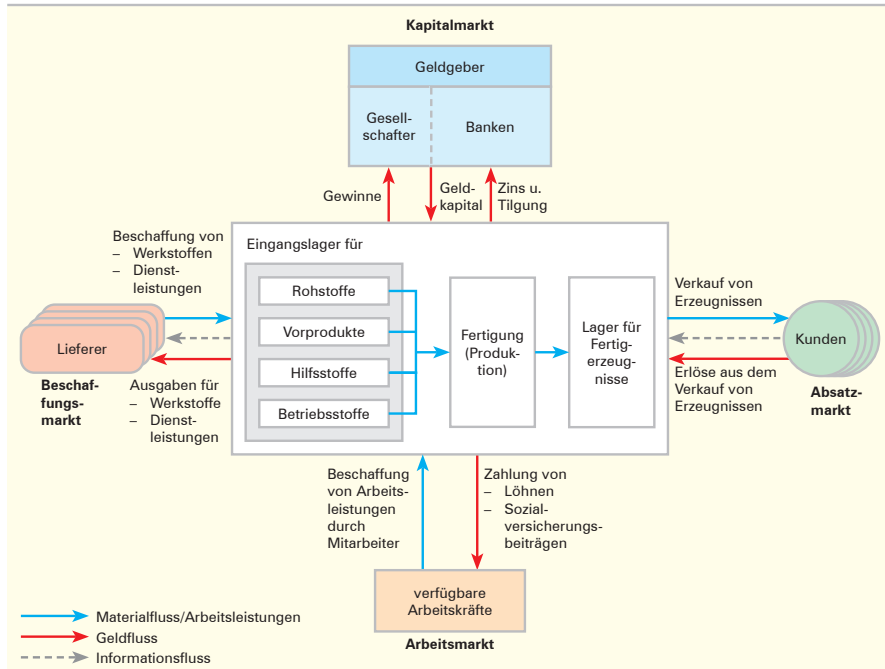 Kapitalmarkt
Geldgeber
Gesell-
schafter
Banken
Gewinne
Geld-
kapital
Zins u.
Tilgung
Beschaffung von
– Werkstoffen
– Dienst-
leistungen
Eingangslager für
Rohstoffe
Vorprodukte
Hilfsstoffe
Betriebsstoffe
Fertigung
(Produk-
tion)
Lager für
Fertig-
erzeug-
nisse
Verkauf von
Erzeugnissen
Lieferer
Kunden
Beschaf-
fungs-
markt
Ausgaben für
– Werkstoffe
– Dienst-
leistungen
Erlöse aus dem
Verkauf von
Erzeugnissen
Absatz-
markt
Beschaffung
von Arbeits-
leistungen
durch
Mitarbeiter
Zahlung von
– Löhnen
– Sozial-
versicherungs-
beiträgen
verfügbare
Arbeitskräfte
Arbeitsmarkt
Materialfluss/Arbeitsleistungen
Geldfluss
Informationsfluss